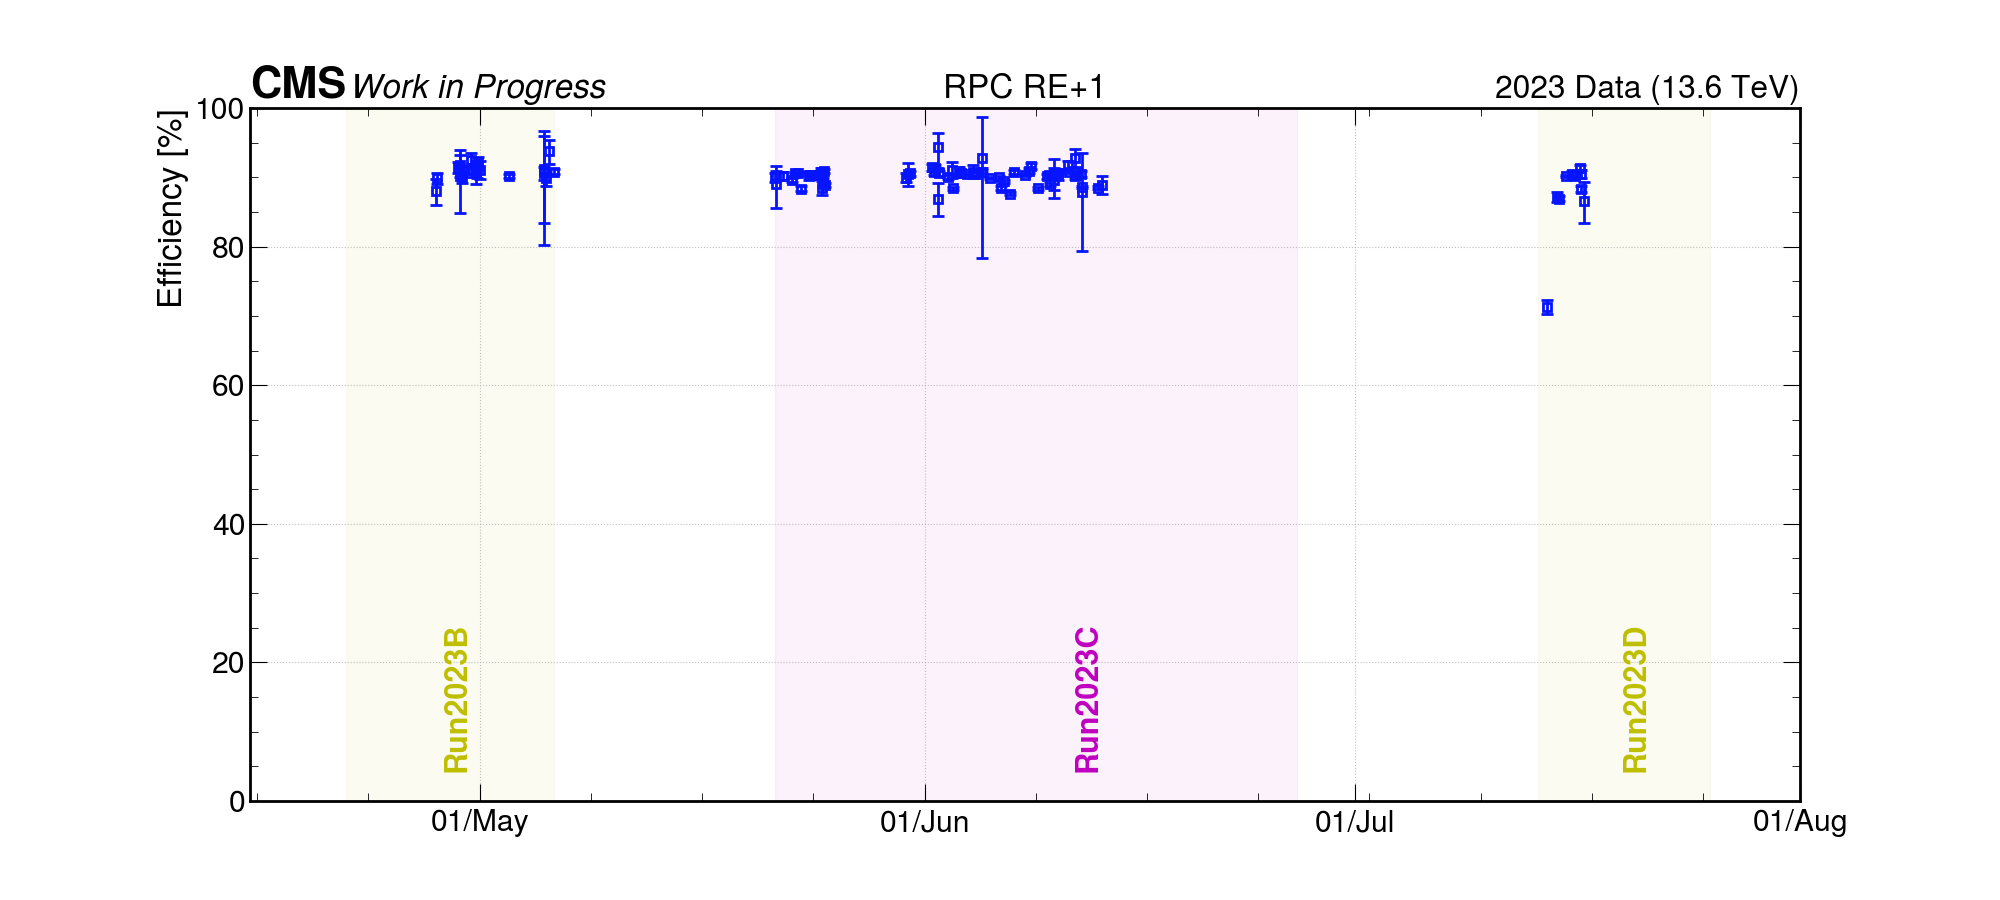 CMS Work in Progress RPC RE+1 2023 Data (13.6 TeV)
Efficiency [%]
100
80
60
40
20
0
Run2023B
Run2023C
Run2023D
01/May 01/Jun 01/Jul 01/Aug